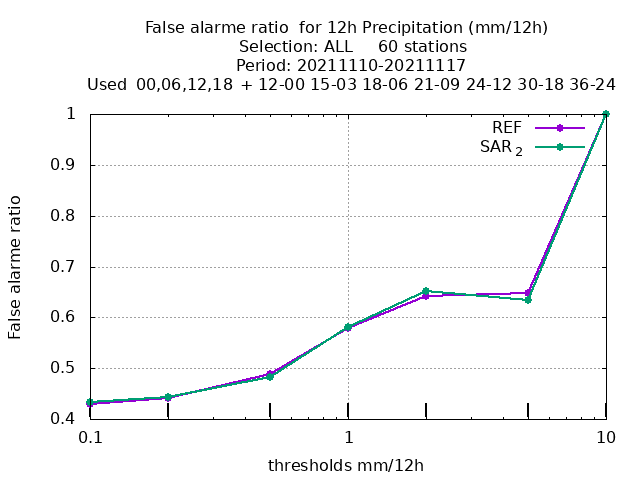 False alarme ratio  for 12h Precipitation (mm/12h)
Selection: ALL     60 stations
Period: 20211110-20211117
Used  00,06,12,18  + 12-00 15-03 18-06 21-09 24-12 30-18 36-24
1
0.9
0.8
0.7
0.6
0.5
0.4
False alarme ratio
REF
SAR 2
0.1
1
10
thresholds mm/12h